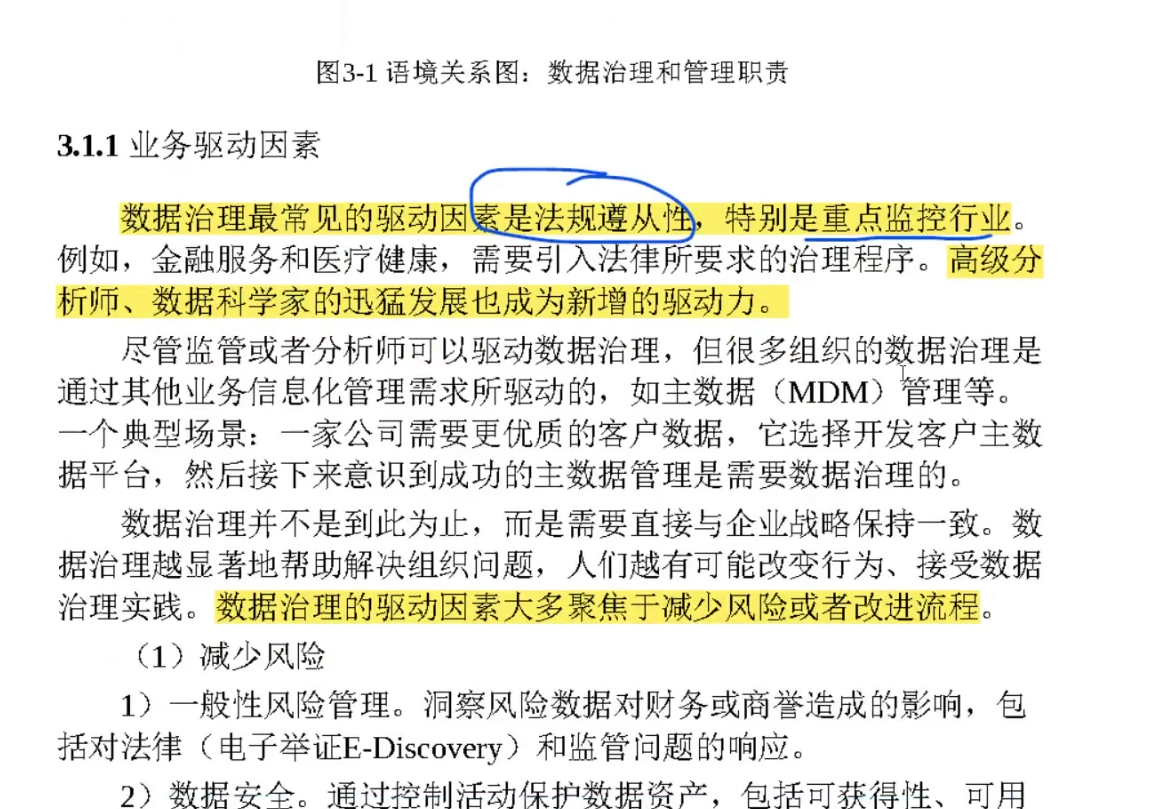 图3-1 语境关系图：数据治理和管理职责
3.1.1 业务驱动因素
数据治理最常见的驱动因素是法规遵从性，特别是重点监控行业。
例如，金融服务和医疗健康，需要引入法律所要求的治理程序。高级分
析师、数据科学家的迅猛发展也成为新增的驱动力。
尽管监管或者分析师可以驱动数据治理，但很多组织的数据治理是
通过其他业务信息化管理需求所驱动的，如主数据（MDM）管理等。
一个典型场景：一家公司需要更优质的客户数据，它选择开发客户主数
据平台，然后接下来意识到成功的主数据管理是需要数据治理的。
数据治理并不是到此为止，而是需要直接与企业战略保持一致。数
据治理越显著地帮助解决组织问题，人们越有可能改变行为、接受数据
治理实践。数据治理的驱动因素大多聚焦于减少风险或者改进流程。
（1）减少风险
1）一般性风险管理。洞察风险数据对财务或商誉造成的影响，包
括对法律（电子举证E-Discovery）和监管问题的响应。
2）数据安全。通过控制活动保护数据资产，包括可获得性、可用